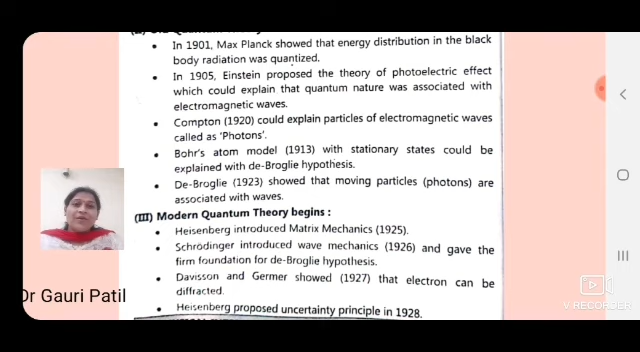 • In 1901, Max Planck showed that energy distribution in the black
body radiation was quantized.
• In 1905, Einstein proposed the theory of photoelectric effect
which could explain that quantum nature was associated with
electromagnetic waves.
• Compton (1920) could explain particles of electromagnetic waves
called as 'Photons'.
• Bohr's atom model (1913) with stationary states could be
explained with de-Broglie hypothesis.
• De-Broglie (1923) showed that moving particles (photons) are
associated with waves.
(III) Modern Quantum Theory begins :
• Heisenberg introduced Matrix Mechanics (1925).
• Schrödinger introduced wave mechanics (1926) and gave the
firm foundation for de-Broglie hypothesis.
• Davisson and Germer showed (1927) that electron can be
diffracted.
• Heisenberg proposed uncertainty principle in 1928.
Dr Gauri Patil
V-RECORDER